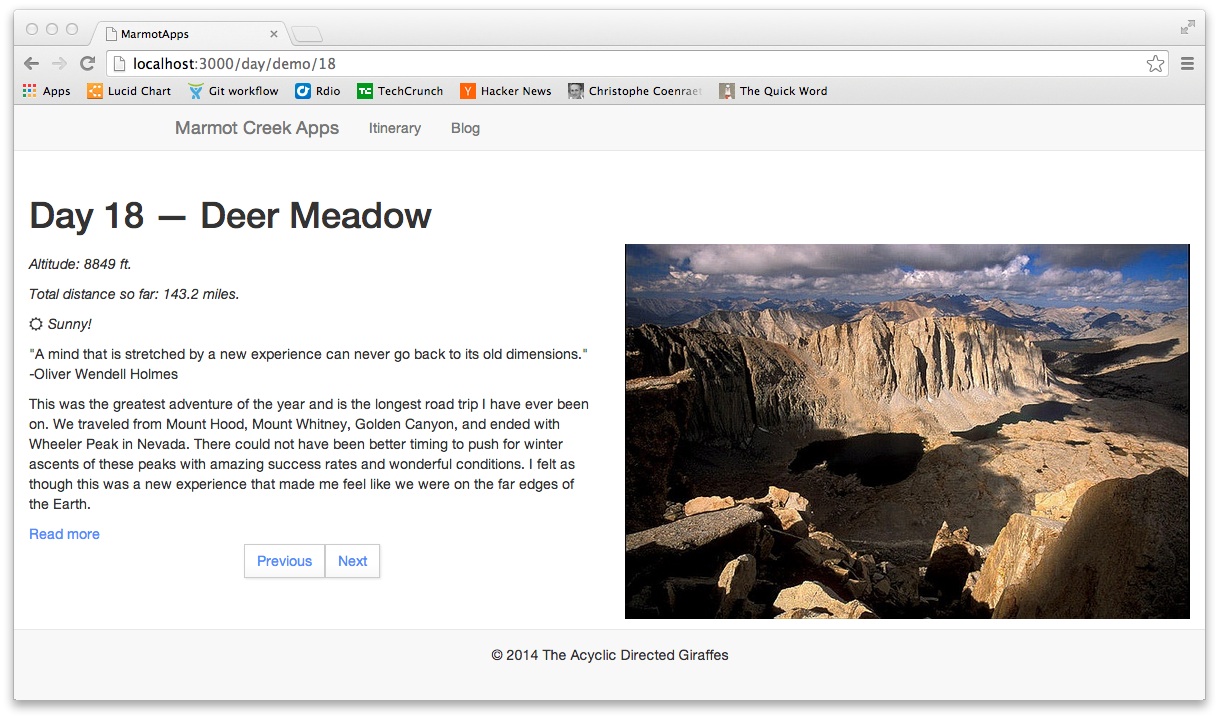 MarmotApps
localhost:3000/day/demo/18
Apps Lucid Chart Git workflow Rdio TechCrunch Hacker News Christophe Coenraet The Quick Word
Marmot Creek Apps Itinerary Blog
Day 18 — Deer Meadow
Altitude: 8849 ft.
Total distance so far: 143.2 miles.
Sunny!
"A mind that is stretched by a new experience can never go back to its old dimensions."
-Oliver Wendell Holmes
This was the greatest adventure of the year and is the longest road trip I have ever been
on. We traveled from Mount Hood, Mount Whitney, Golden Canyon, and ended with
Wheeler Peak in Nevada. There could not have been better timing to push for winter
ascents of these peaks with amazing success rates and wonderful conditions. I felt as
though this was a new experience that made me feel like we were on the far edges of
the Earth.
Read more
Previous Next
© 2014 The Acyclic Directed Giraffes